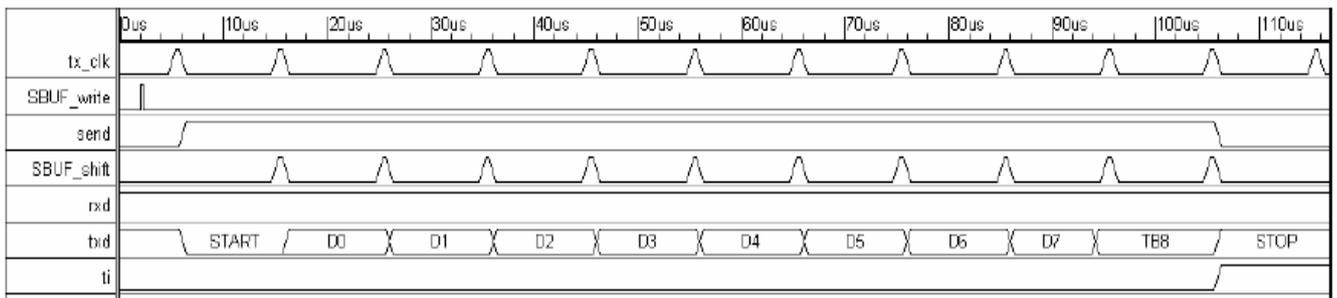 0us 10us 20us 30us 40us 50us 60us 70us 80us 90us 100us 110us
tx_clk
SBUF_write
send
SBUF_shift
rxd
txd START D0 D1 D2 D3 D4 D5 D6 D7 TB8 STOP
ti